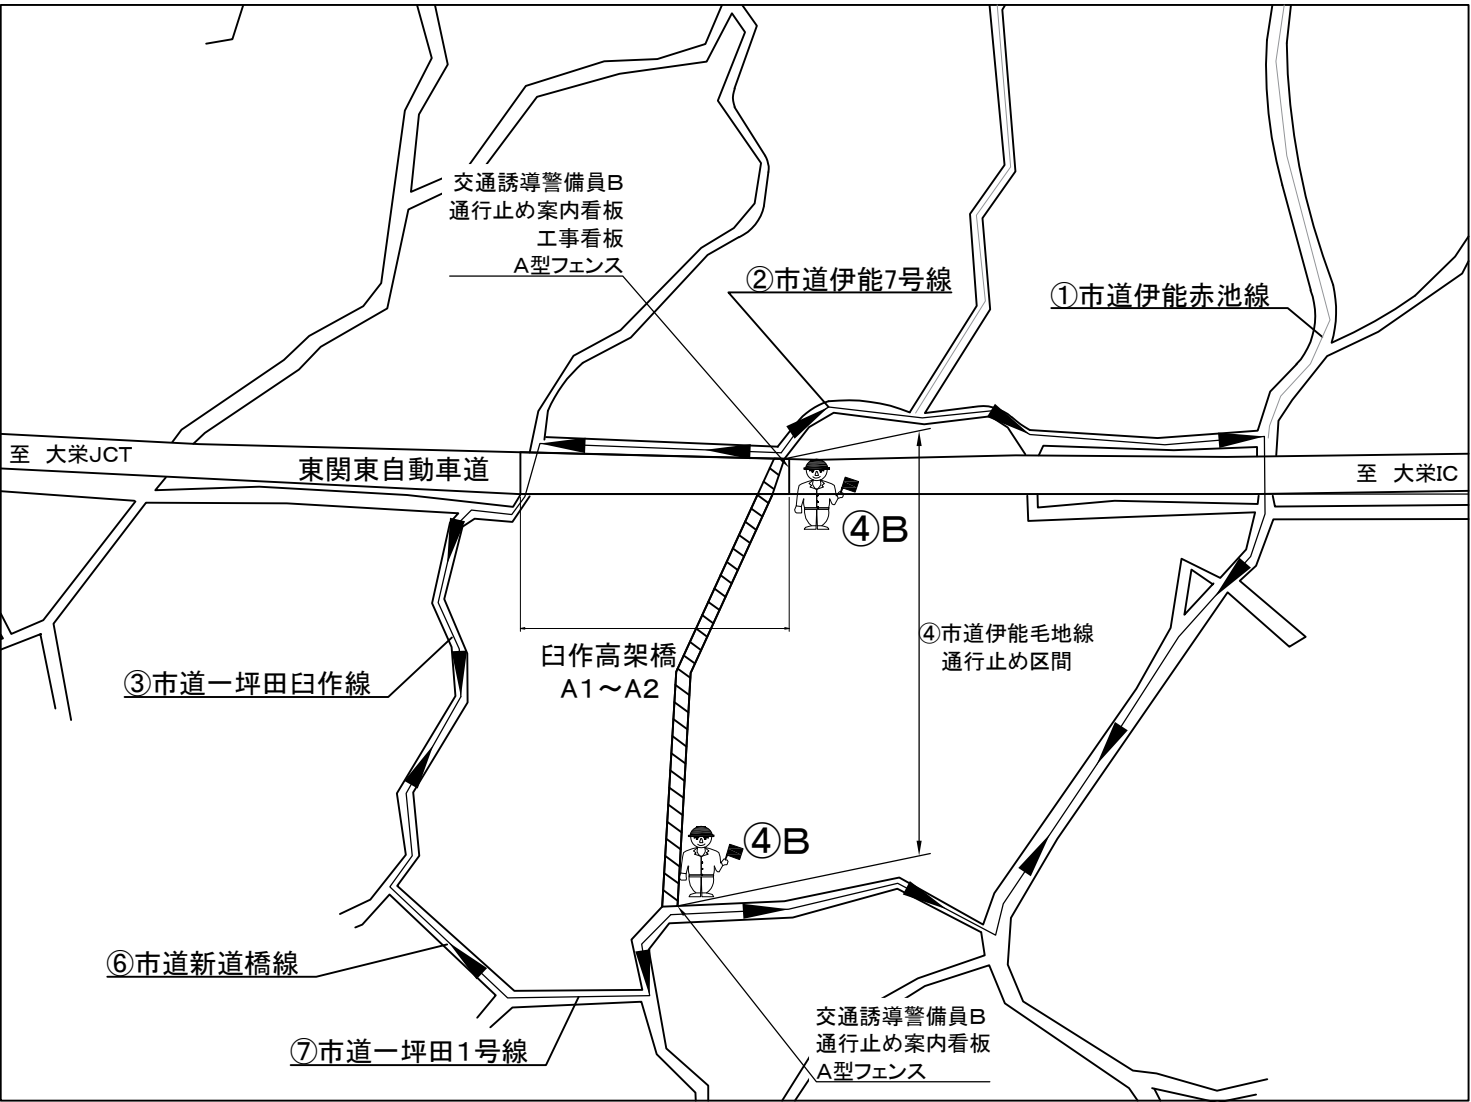 交通誘導警備員B
通行止め案内看板
工事看板
A型フェンス
②市道伊能7号線
①市道伊能赤池線
至 大栄JCT
東関東自動車道
至 大栄IC
④B
④市道伊能毛地線
通行止め区間
臼作高架橋
A1～A2
③市道一坪田臼作線
④B
⑥市道新道橋線
⑦市道一坪田1号線
交通誘導警備員B
通行止め案内看板
A型フェンス